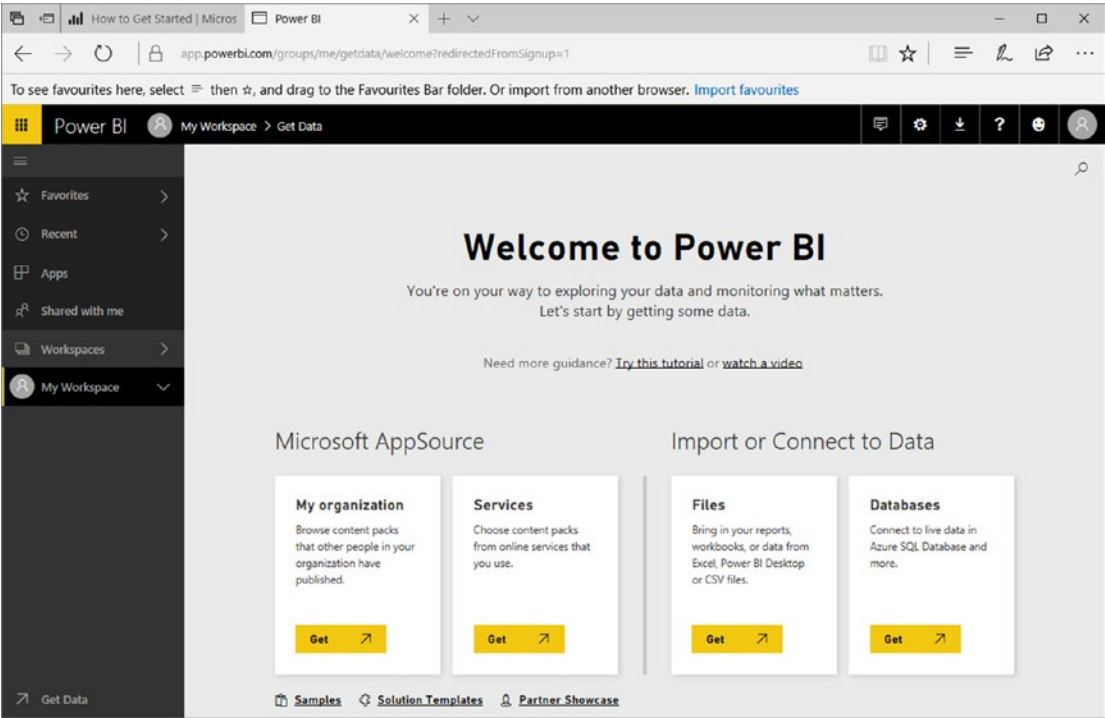 How to Get Started | Micros
Power BI
app.powerbi.com/groups/me/getdata/welcome?redirectedFromSignup=1
To see favourites here, select then ☆, and drag to the Favourites Bar folder. Or import from another browser. Import favourites
Power BI
My Workspace > Get Data
Favorites
Recent
Apps
Shared with me
Workspaces
My Workspace
Get Data
Welcome to Power BI
You're on your way to exploring your data and monitoring what matters.
Let's start by getting some data.
Need more guidance? Try this tutorial or watch a video
Microsoft AppSource
My organization
Browse content packs
that other people in your
organization have
published.
Get
Services
Choose content packs
from online services that
you use.
Get
Import or Connect to Data
Files
Bring in your reports,
workbooks, or data from
Excel, Power BI Desktop
or CSV files.
Get
Databases
Connect to live data in
Azure SQL Database and
more.
Get
Samples
Solution Templates
Partner Showcase